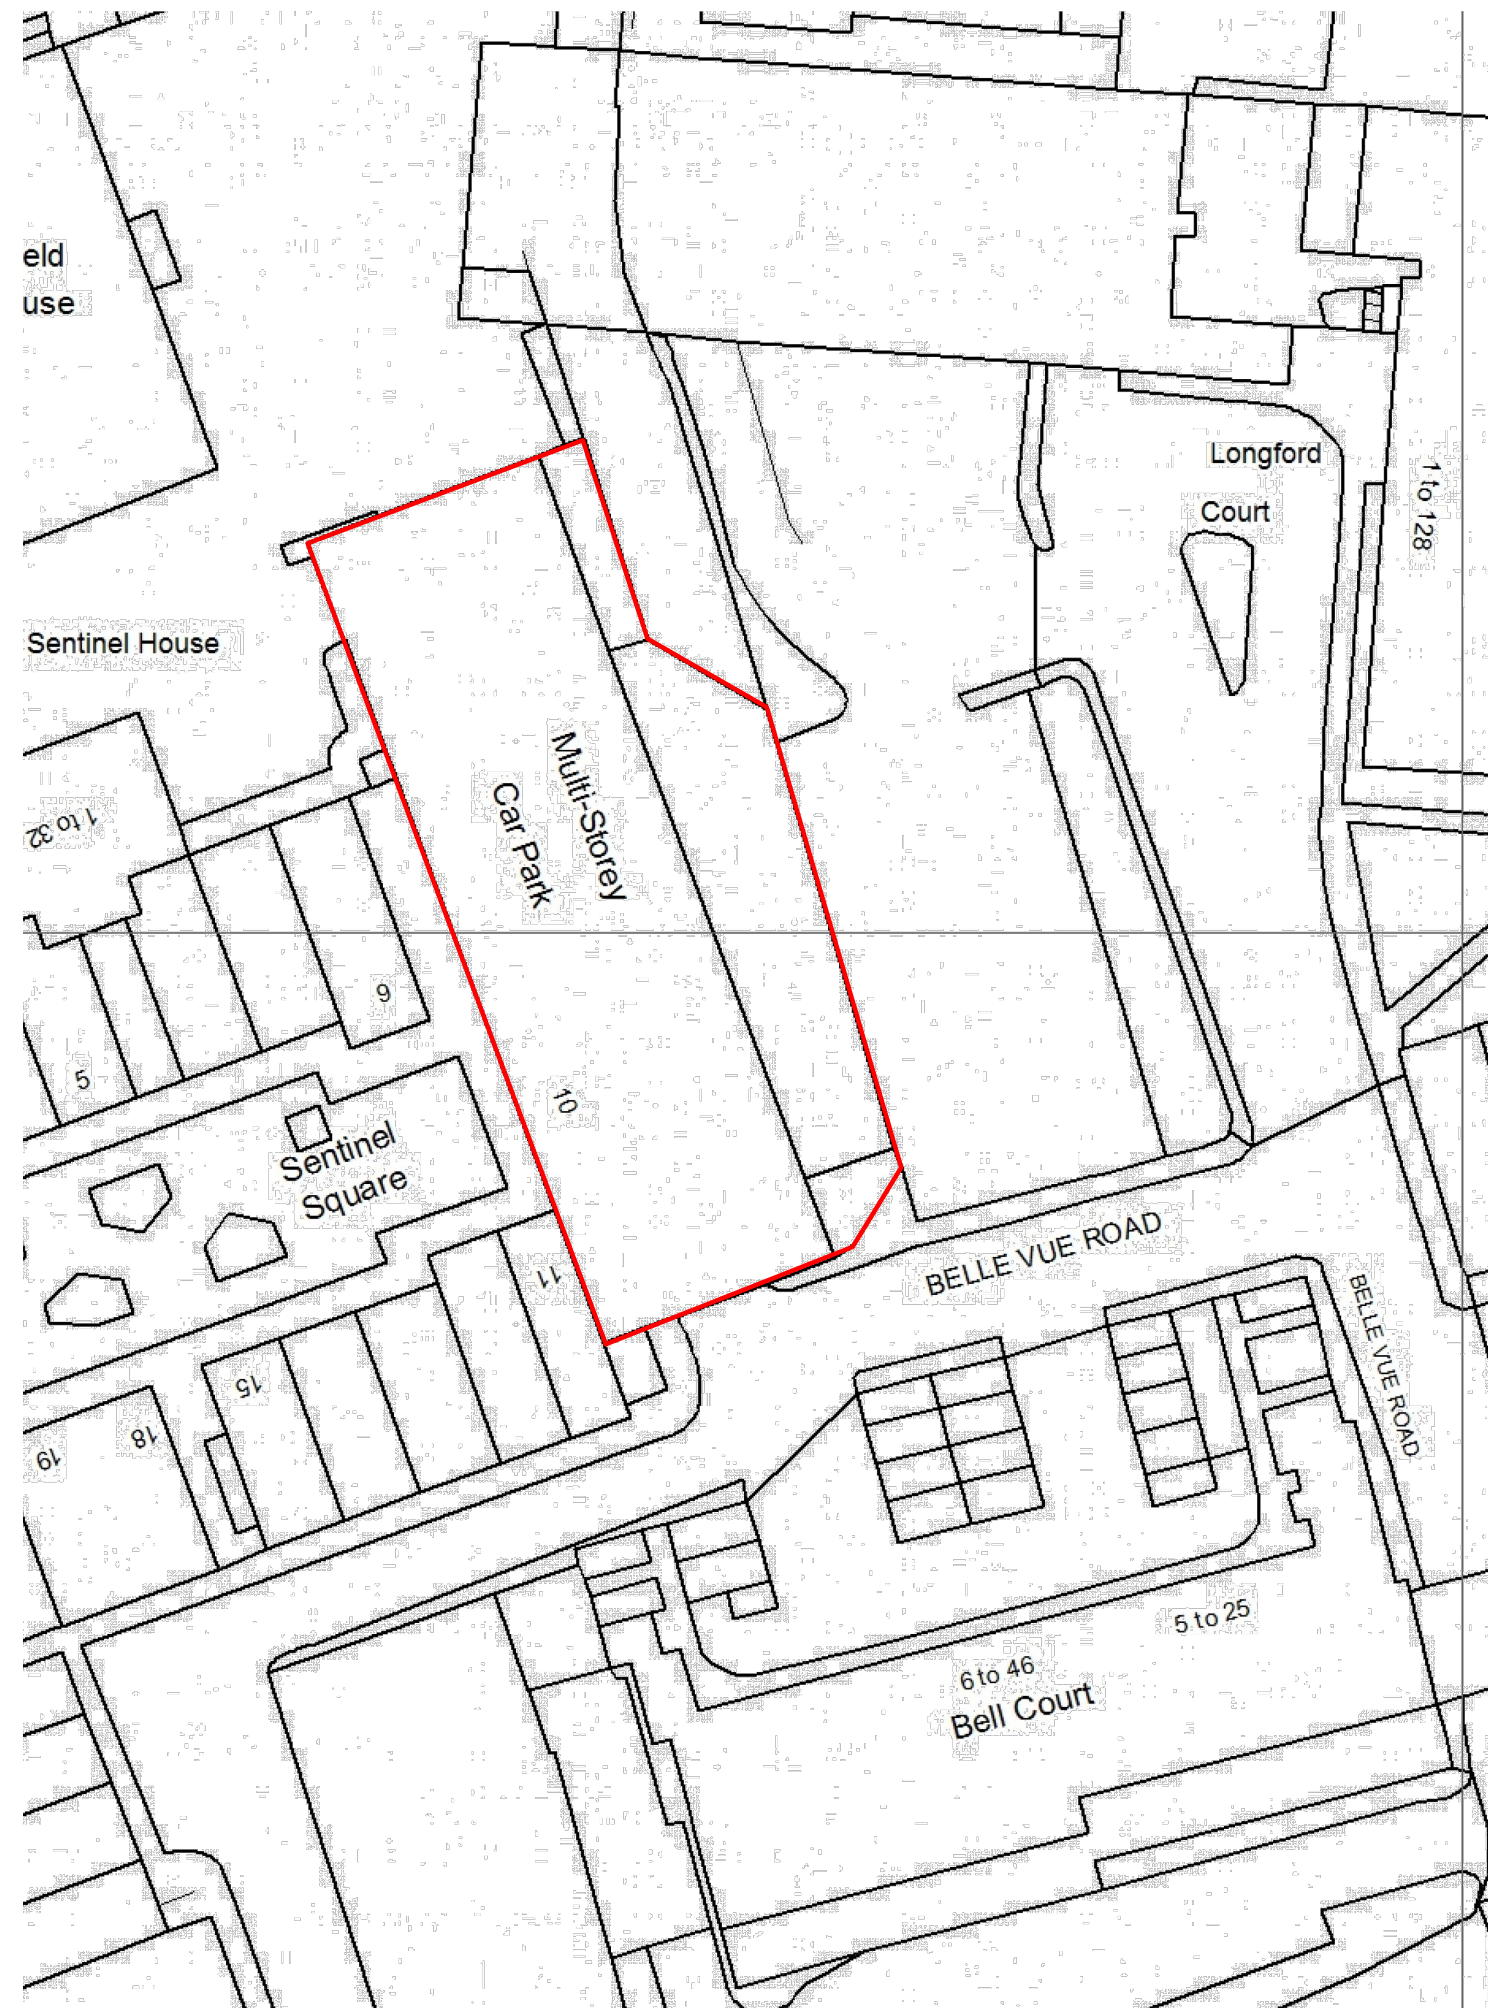 eld
use
Longford
Court
1 to 128
Sentinel House
Multi-Storey
Car Park
1 to 32
9
5
10
Sentinel
Square
BELLE VUE ROAD
11
BELLE VUE ROAD
15
18
19
5 to 25
6 to 46
Bell Court